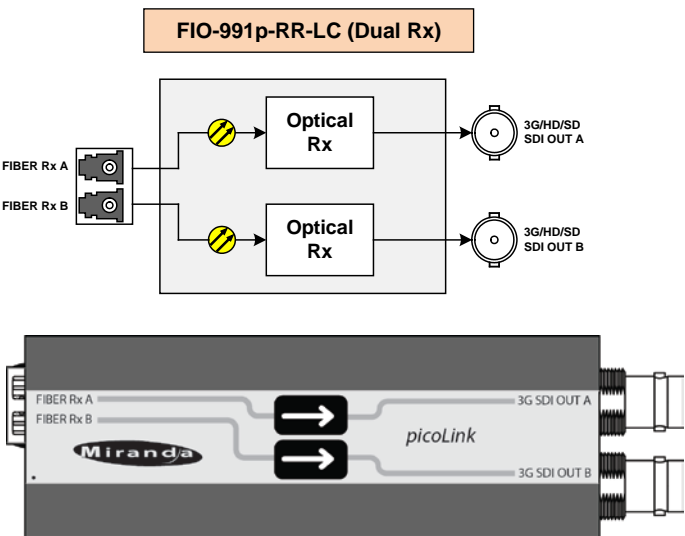 FIO-991p-RR-LC (Dual Rx)
FIBER Rx A
FIBER Rx B
Optical
Rx
3G/HD/SD
SDI OUT A
Optical
Rx
3G/HD/SD
SDI OUT B
FIBER Rx A
FIBER Rx B
Miranda
picoLink
3G SDI OUT A
3G SDI OUT B